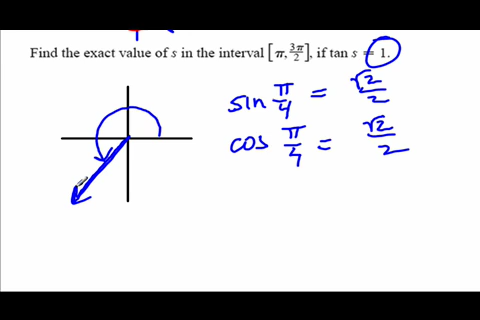 Find the exact value of s in the interval [π, 3π/2], if tan s = 1.
sin π/4 = √2/2
cos π/4 = √2/2